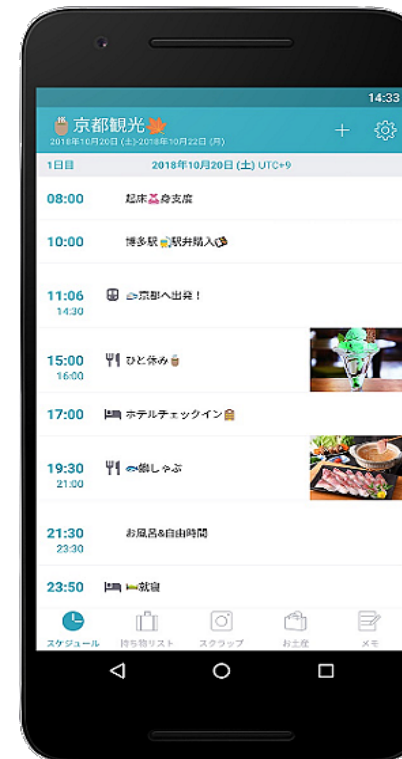 14:33
京都観光
2018年10月20日 (土)-2018年10月22日 (月)
1日目 2018年10月20日 (土) UTC+9
08:00 起床身支度
10:00 博多駅駅弁購入
11:06 京都へ出発！
14:30
15:00 ひと休み
16:00
17:00 ホテルチェックイン
19:30 しゃぶ
21:00
21:30 お風呂&自由時間
23:30
23:50 就寝
スケジュール 持ち物リスト スクラップ お土産 メモ